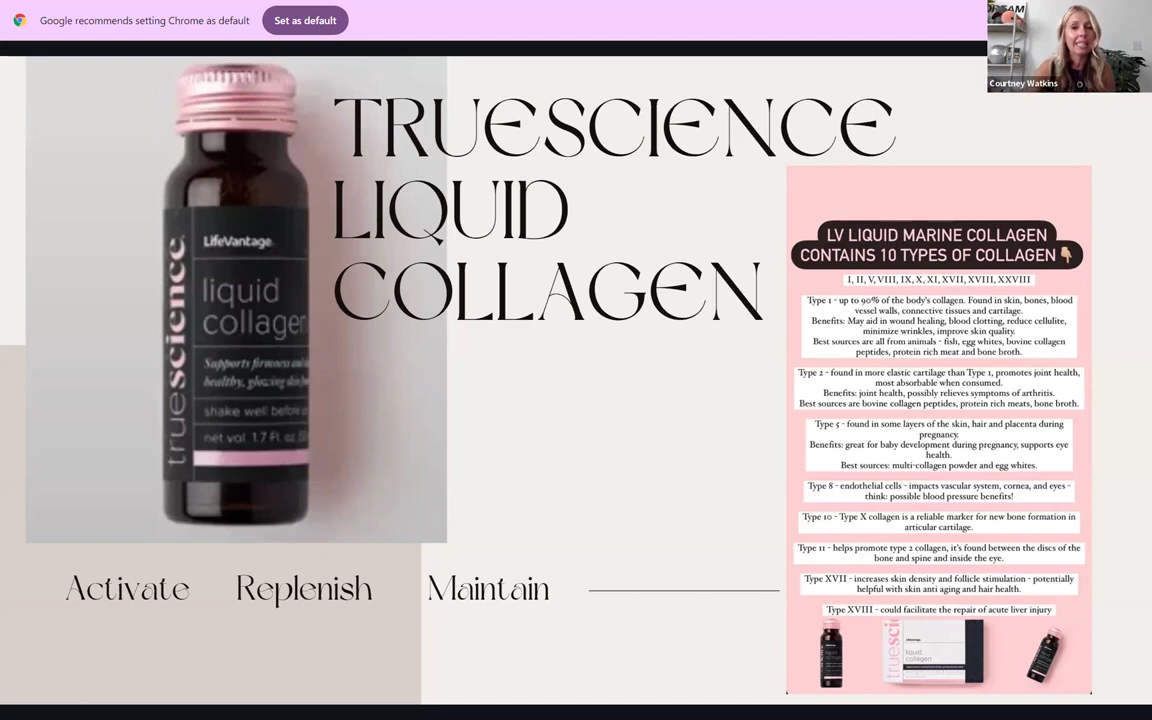 Google recommends setting Chrome as default
Set as default
DREAM
Courtney Watkins
TRUESCIENCE
LIQUID
COLLAGEN
LifeVantage
truescience
liquid
collagen
Supports firmness and
healthy, glowing skin
shake well before
net vol 1.7 Fl. oz
Activate Replenish Maintain
LV LIQUID MARINE COLLAGEN
CONTAINS 10 TYPES OF COLLAGEN👇🏼
I, II, V, VIII, IX, X, XI, XVII, XVIII, XXVIII
Type 1 - up to 90% of the body's collagen. Found in skin, bones, blood
vessel walls, connective tissues and cartilage.
Benefits: May aid in wound healing, blood clotting, reduce cellulite,
minimize wrinkles, improve skin quality.
Best sources are all from animals - fish, egg whites, bovine collagen
peptides, protein rich meat and bone broth.
Type 2 - found in more elastic cartilage than Type 1, promotes joint health,
most absorbable when consumed.
Benefits: joint health, possibly relieves symptoms of arthritis.
Best sources are bovine collagen peptides, protein rich meats, bone broth.
Type 5 - found in some layers of the skin, hair and placenta during
pregnancy.
Benefits: great for baby development during pregnancy, supports eye
health.
Best sources: multi-collagen powder and egg whites.
Type 8 - endothelial cells - impacts vascular system, cornea, and eyes -
think: possible blood pressure benefits!
Type 10 - Type X collagen is a reliable marker for new bone formation in
articular cartilage.
Type 11 - helps promote type 2 collagen, it's found between the discs of the
bone and spine and inside the eye.
Type XVII - increases skin density and follicle stimulation - potentially
helpful with skin anti aging and hair health.
Type XVIII - could facilitate the repair of acute liver injury
liquid
collagen